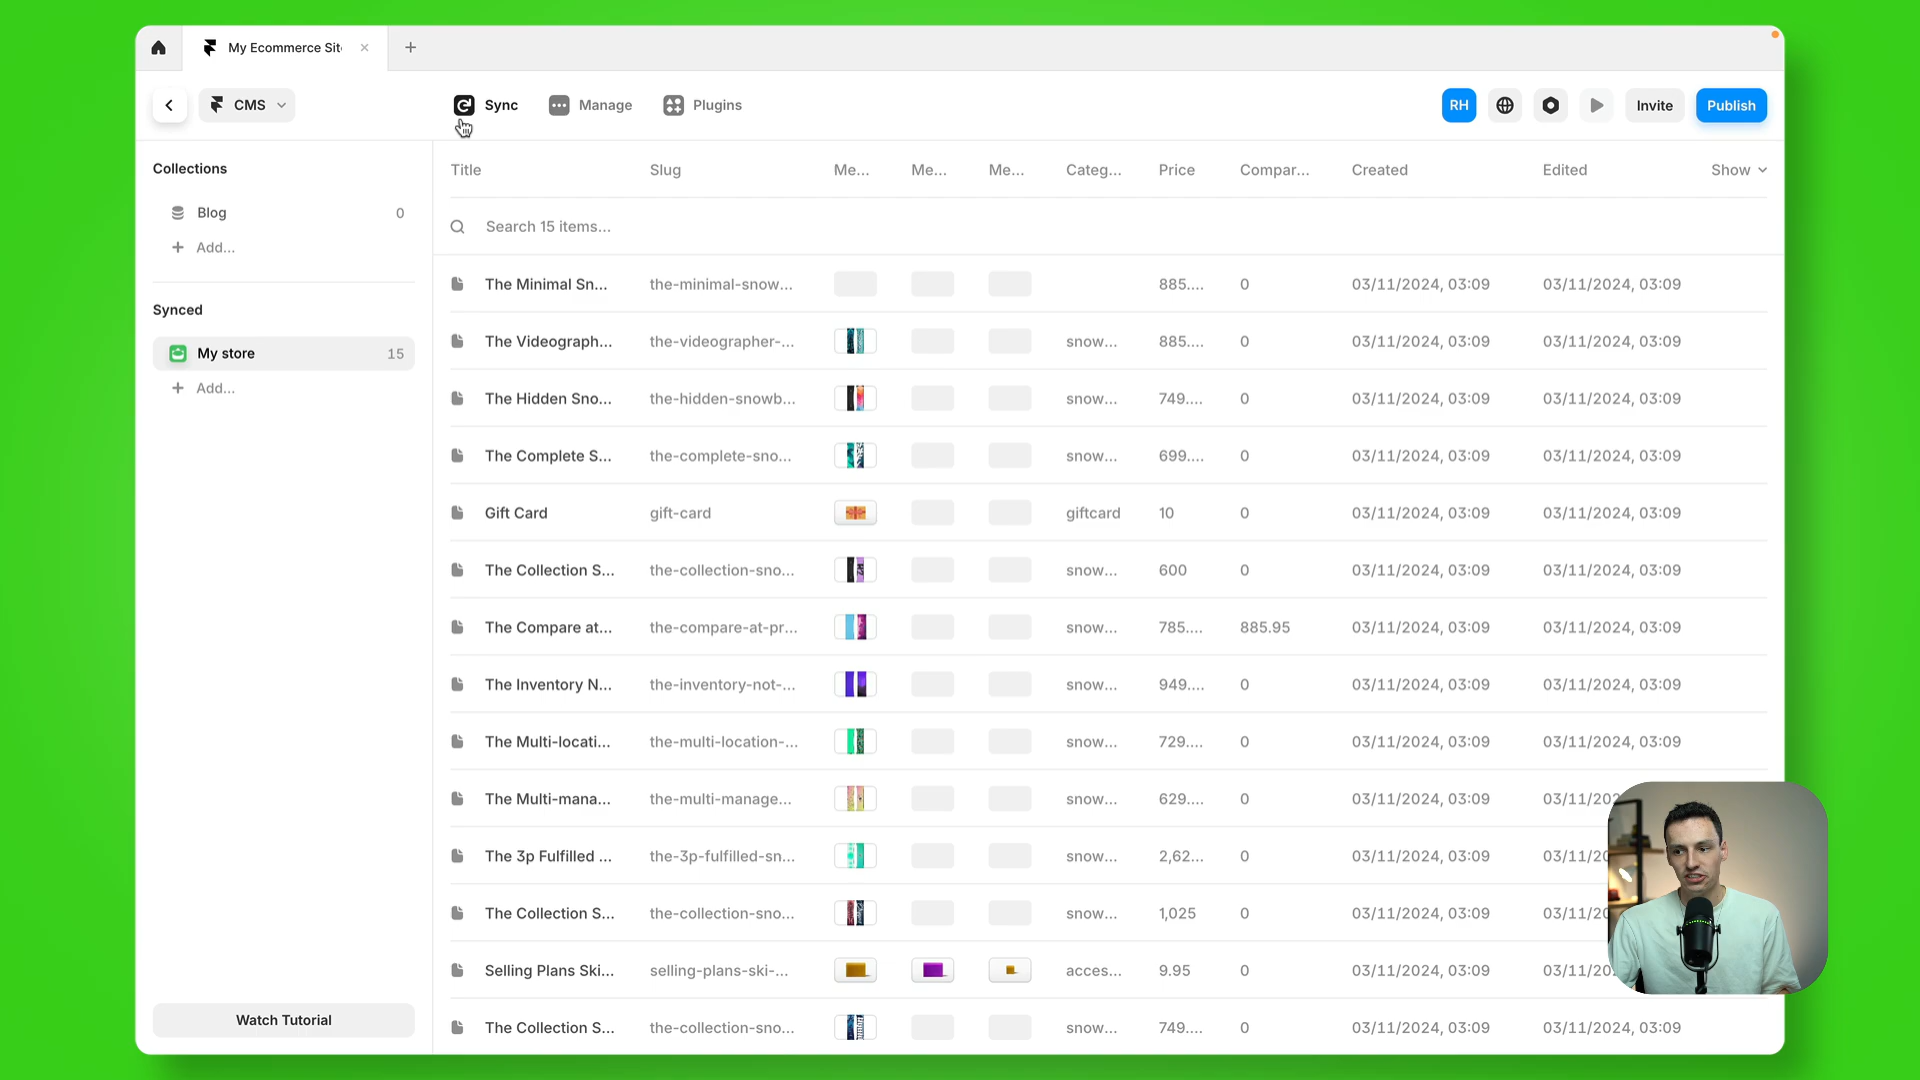 My Ecommerce Sit
CMS
Sync
Manage
Plugins
RH
Invite
Publish
Collections
Blog 0
Add...
Synced
My store 15
Add...
Watch Tutorial
Title Slug Me... Me... Me... Categ... Price Compar... Created Edited Show
Search 15 items...
The Minimal Sn... the-minimal-snow... 885.... 0 03/11/2024, 03:09 03/11/2024, 03:09
The Videograph... the-videographer-... snow... 885.... 0 03/11/2024, 03:09 03/11/2024, 03:09
The Hidden Sno... the-hidden-snowb... snow... 749.... 0 03/11/2024, 03:09 03/11/2024, 03:09
The Complete S... the-complete-sno... snow... 699.... 0 03/11/2024, 03:09 03/11/2024, 03:09
Gift Card gift-card giftcard 10 0 03/11/2024, 03:09 03/11/2024, 03:09
The Collection S... the-collection-sno... snow... 600 0 03/11/2024, 03:09 03/11/2024, 03:09
The Compare at... the-compare-at-pr... snow... 785.... 885.95 03/11/2024, 03:09 03/11/2024, 03:09
The Inventory N... the-inventory-not-... snow... 949.... 0 03/11/2024, 03:09 03/11/2024, 03:09
The Multi-locati... the-multi-location-... snow... 729.... 0 03/11/2024, 03:09 03/11/2024, 03:09
The Multi-mana... the-multi-manage... snow... 629.... 0 03/11/2024, 03:09 03/11/202
The 3p Fulfilled ... the-3p-fulfilled-sn... snow... 2,62... 0 03/11/2024, 03:09 03/11/20
The Collection S... the-collection-sno... snow... 1,025 0 03/11/2024, 03:09 03/11/20
Selling Plans Ski... selling-plans-ski-... acces... 9.95 0 03/11/2024, 03:09 03/11/20
The Collection S... the-collection-sno... snow... 749.... 0 03/11/2024, 03:09 03/11/2024, 03:09